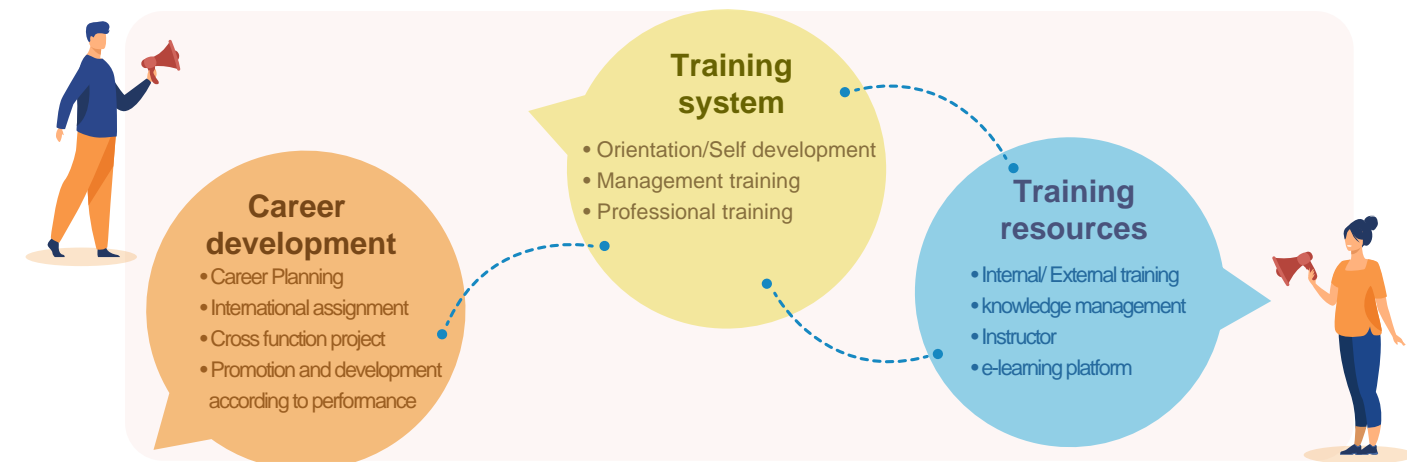 Career
development
• Career Planning
• International assignment
• Cross function project
• Promotion and development
according to performance
Training
system
• Orientation/Self development
• Management training
• Professional training
Training
resources
• Internal/ External training
• knowledge management
• Instructor
• e-learning platform